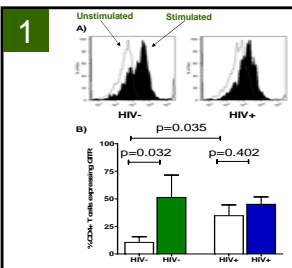 1
Unstimulated Stimulated
A)
HIV- HIV+
B)
p=0.035
p=0.032 p=0.402
%CD4+ T cells expressing GITR
100
75
50
25
0
HIV- HIV- HIV+ HIV+